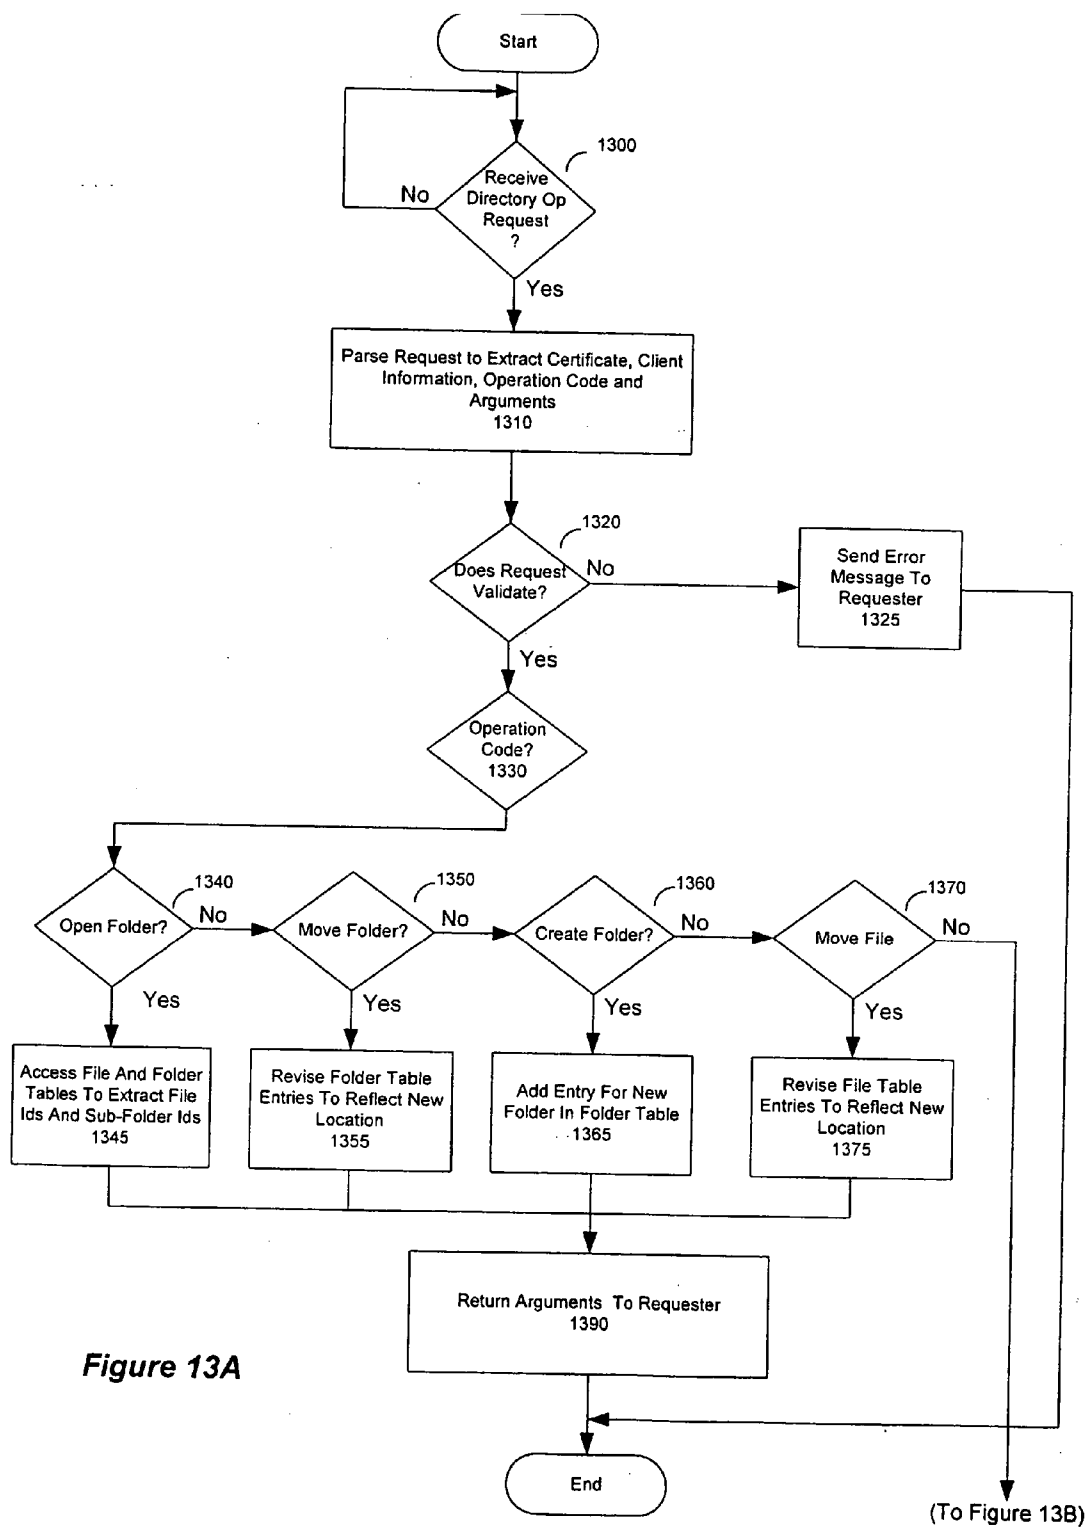 Start
1300
Receive
Directory Op
Request
?
No
Yes
Parse Request to Extract Certificate, Client
Information, Operation Code and
Arguments
1310
1320
Does Request
Validate?
No
Yes
Send Error
Message To
Requester
1325
Operation
Code?
1330
1340
Open Folder?
No
Yes
1350
Move Folder?
No
Yes
1360
Create Folder?
No
Yes
1370
Move File
No
Yes
Access File And Folder
Tables To Extract File
Ids And Sub-Folder Ids
1345
Revise Folder Table
Entries To Reflect New
Location
1355
Add Entry For New
Folder In Folder Table
1365
Revise File Table
Entries To Reflect New
Location
1375
Return Arguments To Requester
1390
Figure 13A
End
(To Figure 13B)